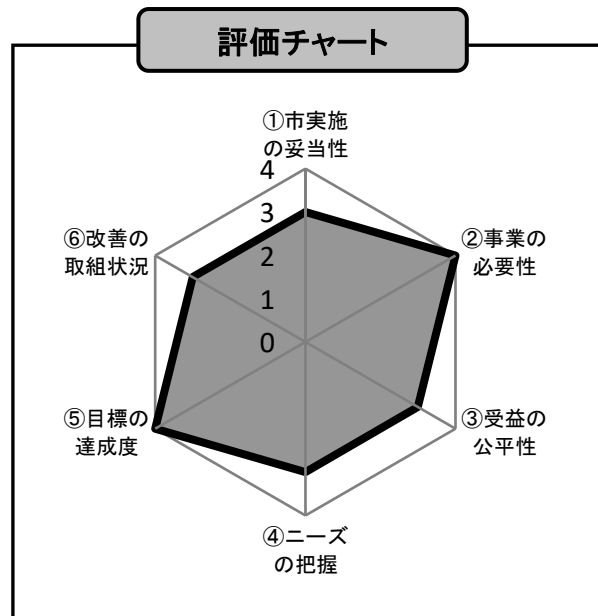 評価チャート
①市実施
の妥当性
4
3
2
1
0
②事業の
必要性
③受益の
公平性
④ニーズ
の把握
⑤目標の
達成度
⑥改善の
取組状況